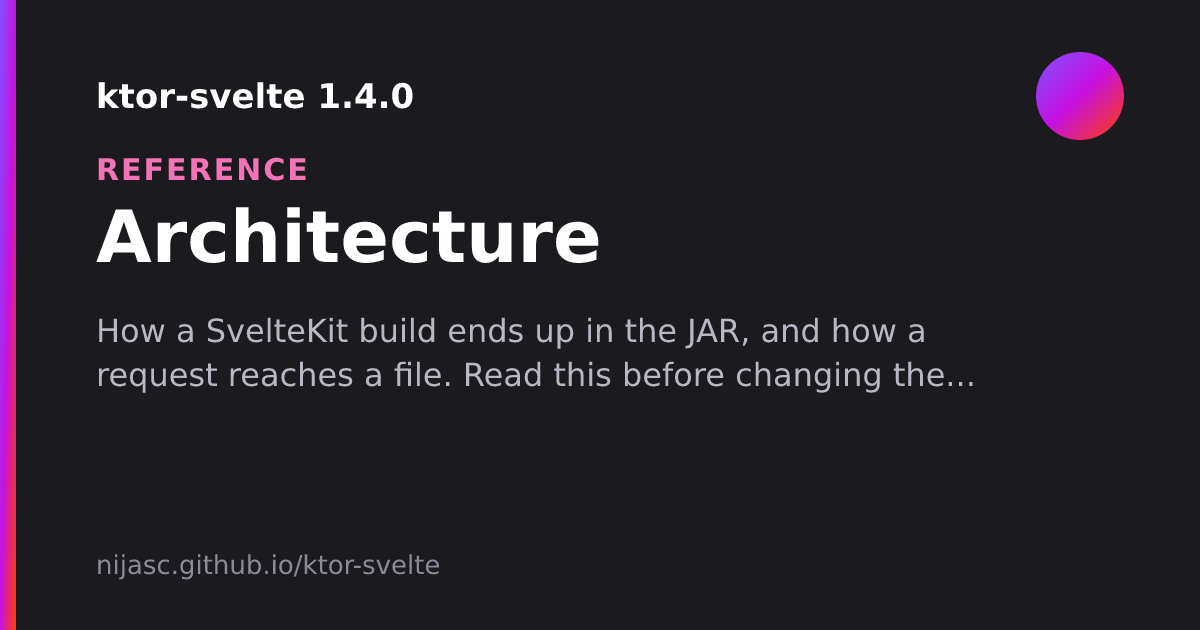 ktor-svelte 1.4.0
REFERENCE
Architecture
How a SvelteKit build ends up in the JAR, and how a
request reaches a file. Read this before changing the...
nijasc.github.io/ktor-svelte